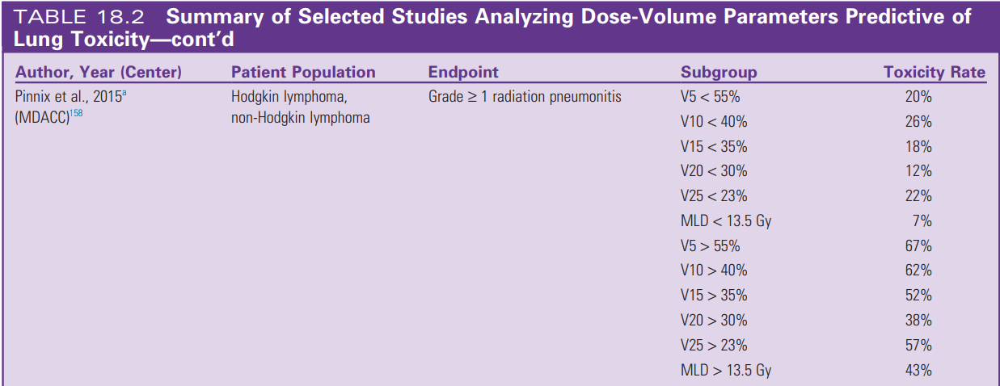 TABLE 18.2 Summary of Selected Studies Analyzing Dose-Volume Parameters Predictive of
Lung Toxicity—cont’d
Author, Year (Center) Patient Population Endpoint Subgroup Toxicity Rate
Pinnix et al., 2015a Hodgkin lymphoma, Grade ≥ 1 radiation pneumonitis V5 < 55% 20%
(MDACC)158 non-Hodgkin lymphoma V10 < 40% 26%
V15 < 35% 18%
V20 < 30% 12%
V25 < 23% 22%
MLD < 13.5 Gy 7%
V5 > 55% 67%
V10 > 40% 62%
V15 > 35% 52%
V20 > 30% 38%
V25 > 23% 57%
MLD > 13.5 Gy 43%